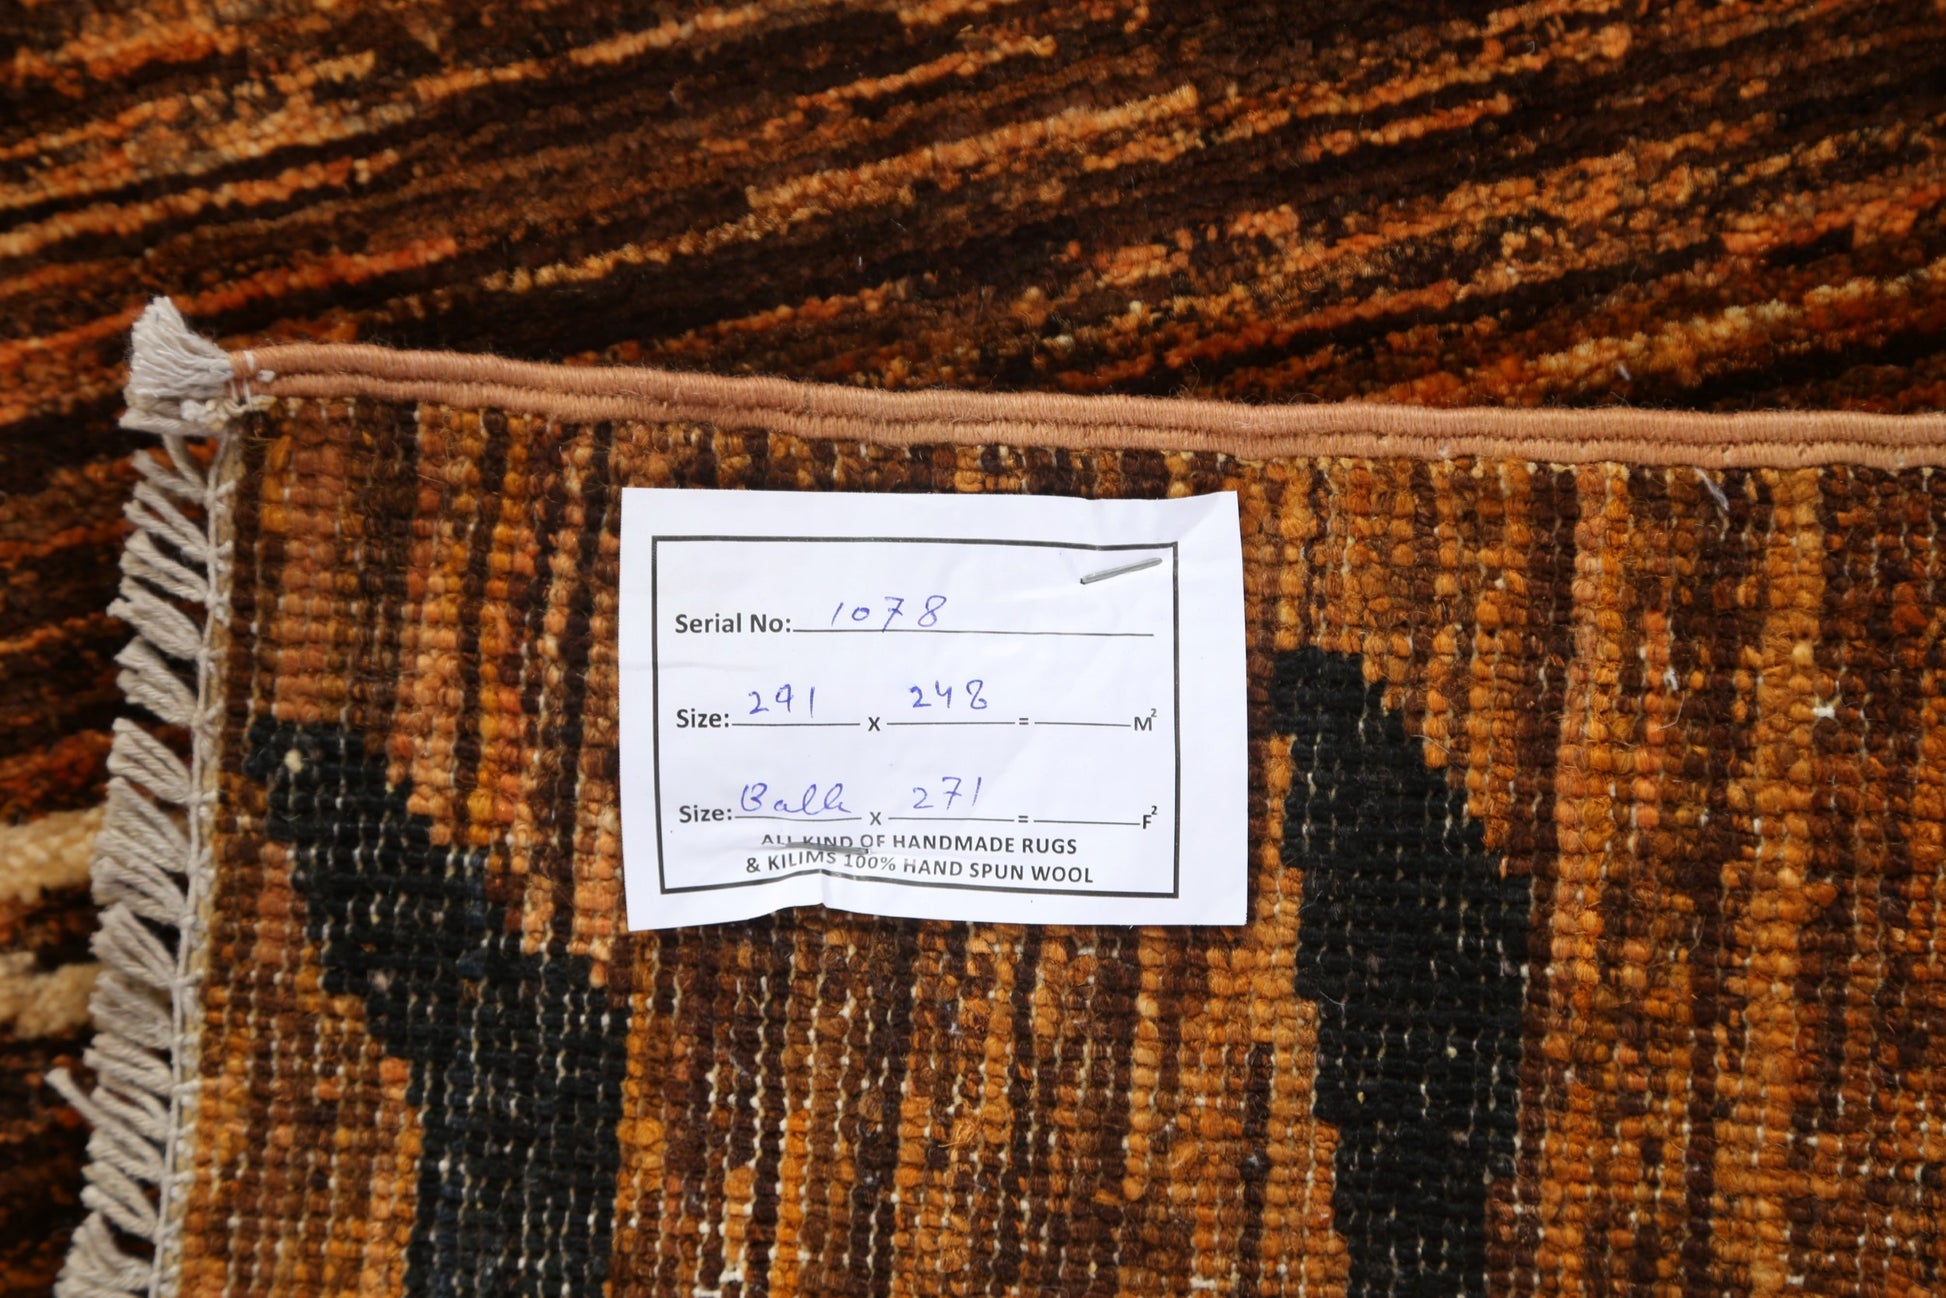 Serial No: 1078
Size: 291 x 248 = M²
Size: x 271 = F²
ALL KIND OF HANDMADE RUGS
& KILIMS 100% HAND SPUN WOOL